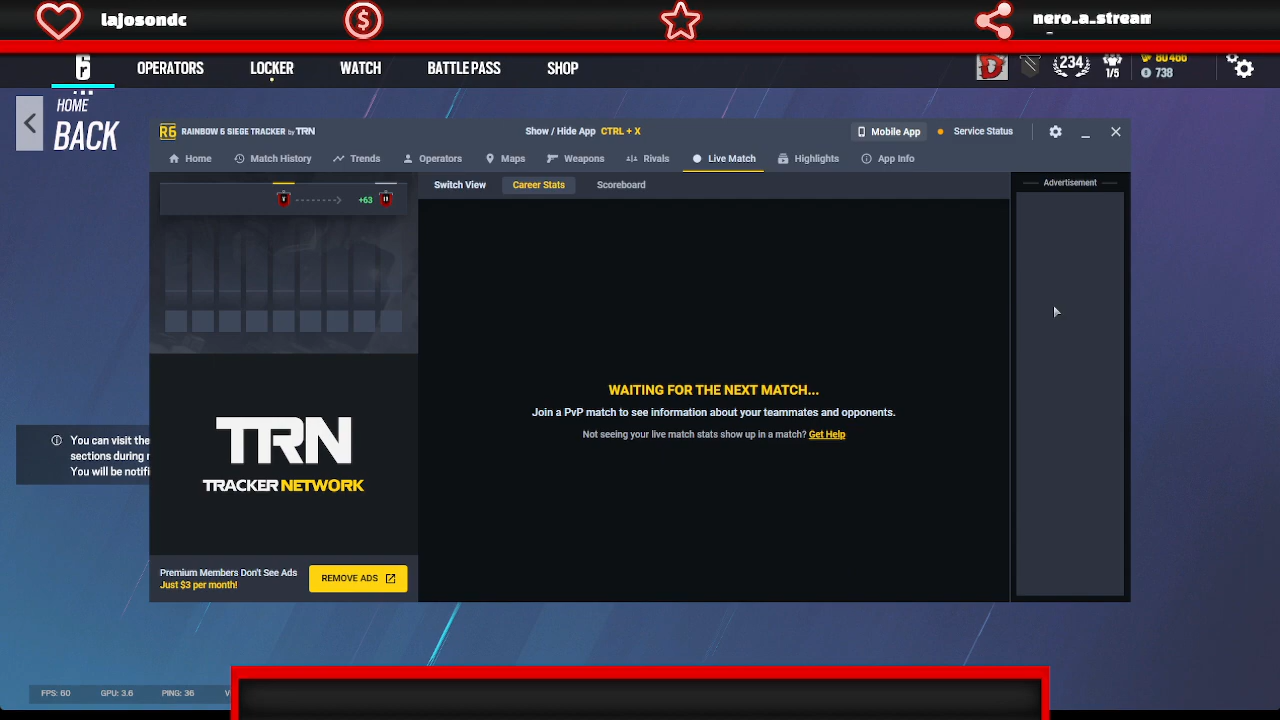 lajosondc
nero_a_stream
OPERATORS LOCKER WATCH BATTLE PASS SHOP
234 1/5 80 466 738
HOME
BACK
R6 RAINBOW 6 SIEGE TRACKER by TRN Show / Hide App CTRL + X Mobile App Service Status
Home Match History Trends Operators Maps Weapons Rivals Live Match Highlights App Info
Switch View Career Stats Scoreboard Advertisement
+63
WAITING FOR THE NEXT MATCH...
Join a PvP match to see information about your teammates and opponents.
Not seeing your live match stats show up in a match? Get Help
You can visit the
sections during
You will be notifi
TRN
TRACKER NETWORK
Premium Members Don't See Ads
Just $3 per month!
REMOVE ADS
FPS: 60 GPU: 3.6 PING: 36